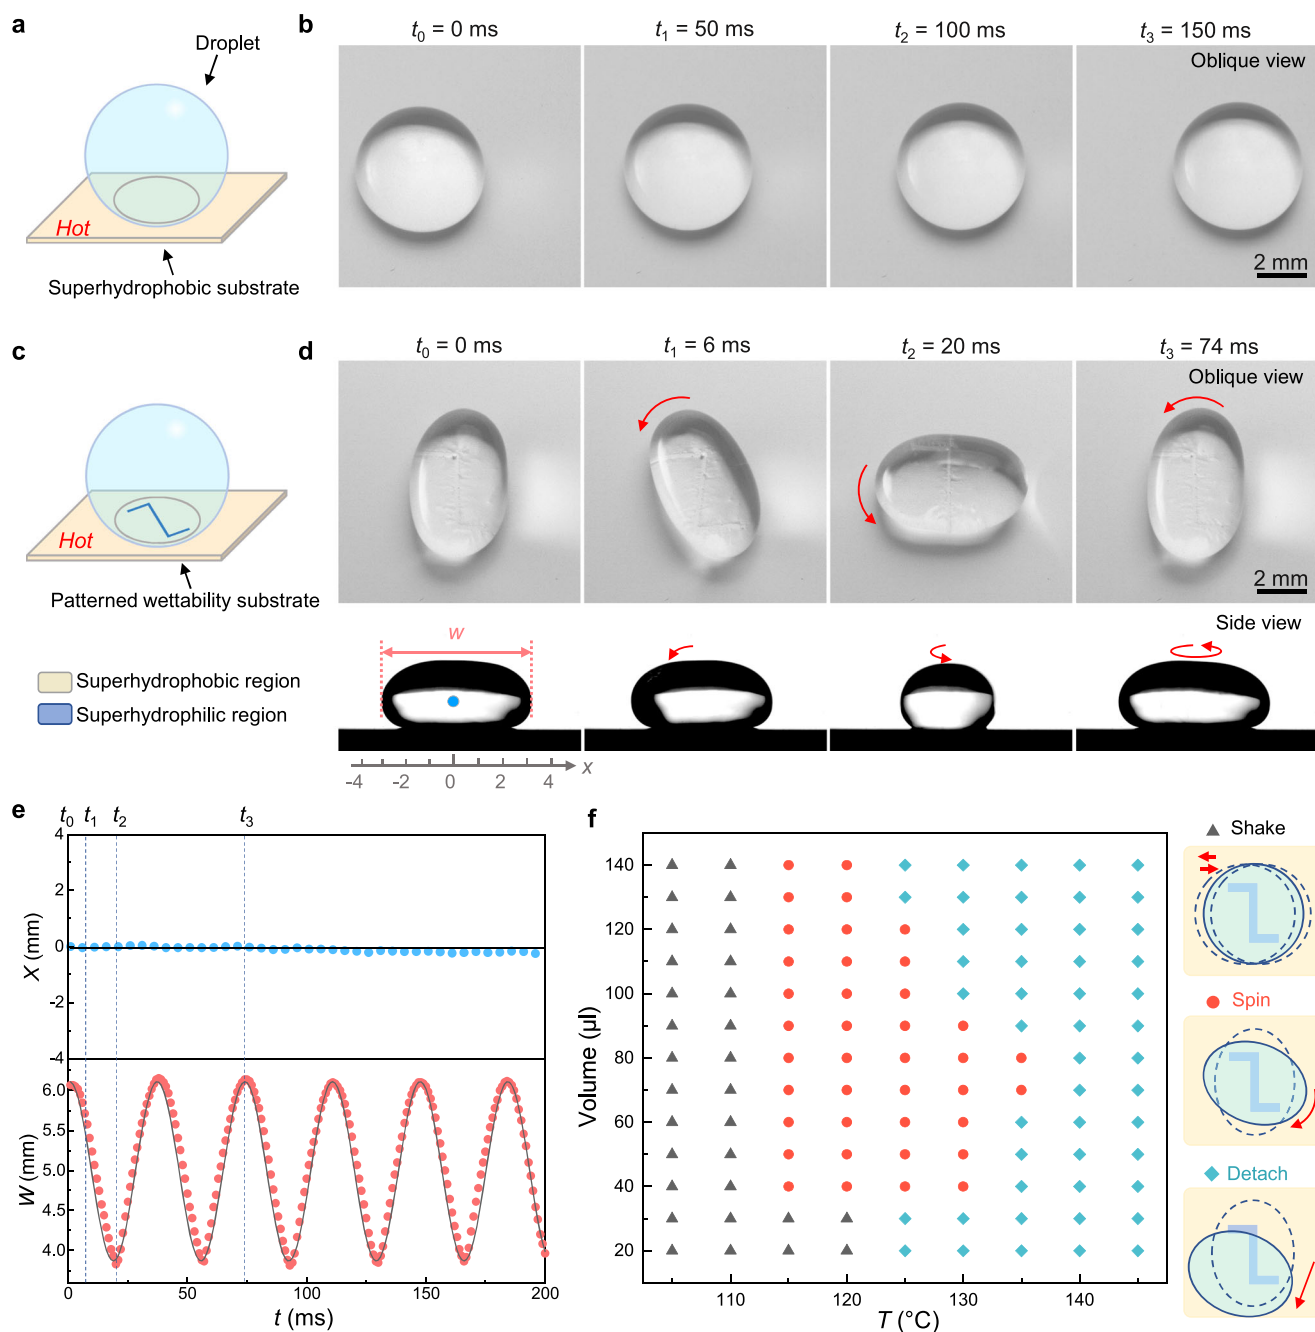 a
Droplet
Hot
Superhydrophobic substrate
b
t0 = 0 ms
t1 = 50 ms
t2 = 100 ms
t3 = 150 ms
Oblique view
2 mm
c
Hot
Patterned wettability substrate
Superhydrophobic region
Superhydrophilic region
d
t0 = 0 ms
t1 = 6 ms
t2 = 20 ms
t3 = 74 ms
Oblique view
2 mm
Side view
w
-4 -2 0 2 4 x
e
t0 t1 t2 t3
4
2
0
-2
-4
X (mm)
6.0
5.5
5.0
4.5
4.0
W (mm)
0 50 100 150 200
t (ms)
f
140
120
100
80
60
40
20
Volume (µl)
110 120 130 140
T (°C)
Shake
Spin
Detach